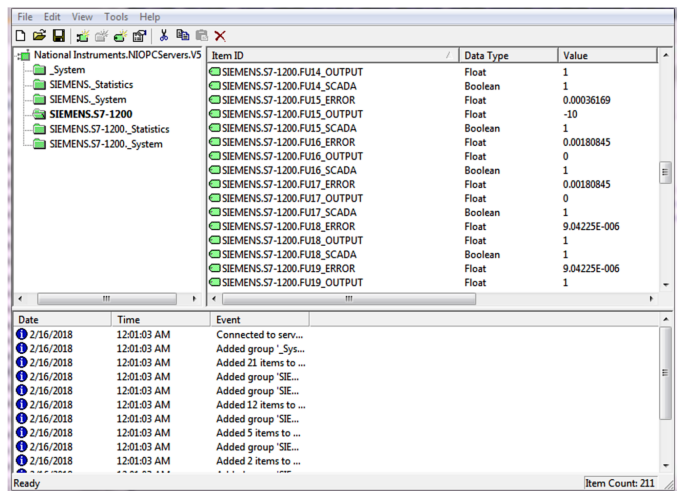 File Edit View Tools Help
National Instruments.NIOPCServers.V5
_System
SIEMENS._Statistics
SIEMENS._System
SIEMENS.S7-1200
SIEMENS.S7-1200._Statistics
SIEMENS.S7-1200._System
Item ID / Data Type Value
SIEMENS.S7-1200.FU14_OUTPUT Float 1
SIEMENS.S7-1200.FU14_SCADA Boolean 1
SIEMENS.S7-1200.FU15_ERROR Float 0.00036169
SIEMENS.S7-1200.FU15_OUTPUT Float -10
SIEMENS.S7-1200.FU15_SCADA Boolean 1
SIEMENS.S7-1200.FU16_ERROR Float 0.00180845
SIEMENS.S7-1200.FU16_OUTPUT Float 0
SIEMENS.S7-1200.FU16_SCADA Boolean 1
SIEMENS.S7-1200.FU17_ERROR Float 0.00180845
SIEMENS.S7-1200.FU17_OUTPUT Float 0
SIEMENS.S7-1200.FU17_SCADA Boolean 1
SIEMENS.S7-1200.FU18_ERROR Float 9.04225E-006
SIEMENS.S7-1200.FU18_OUTPUT Float 1
SIEMENS.S7-1200.FU18_SCADA Boolean 1
SIEMENS.S7-1200.FU19_ERROR Float 9.04225E-006
SIEMENS.S7-1200.FU19_OUTPUT Float 1
Date Time Event
2/16/2018 12:01:03 AM Connected to serv...
2/16/2018 12:01:03 AM Added group '_Sys...
2/16/2018 12:01:03 AM Added 21 items to ...
2/16/2018 12:01:03 AM Added group 'SIE...
2/16/2018 12:01:03 AM Added group 'SIE...
2/16/2018 12:01:03 AM Added 12 items to ...
2/16/2018 12:01:03 AM Added group 'SIE...
2/16/2018 12:01:03 AM Added 5 items to ...
2/16/2018 12:01:03 AM Added group 'SIE...
2/16/2018 12:01:03 AM Added 2 items to ...
Ready Item Count: 211